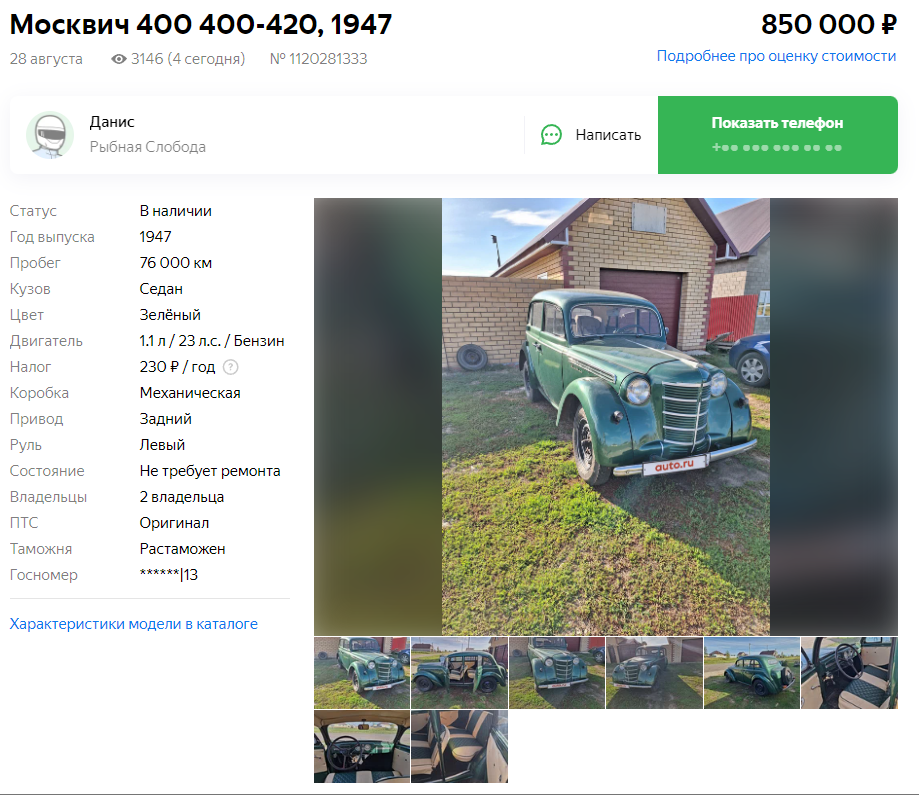 Москвич 400 400-420, 1947
850 000 ₽
28 августа 3146 (4 сегодня) № 1120281333
Подробнее про оценку стоимости
Данис
Рыбная Слобода
Написать
Показать телефон
+•• ••• ••• •• ••
Статус В наличии
Год выпуска 1947
Пробег 76 000 км
Кузов Седан
Цвет Зелёный
Двигатель 1.1 л / 23 л.с. / Бензин
Налог 230 ₽ / год ?
Коробка Механическая
Привод Задний
Руль Левый
Состояние Не требует ремонта
Владельцы 2 владельца
ПТС Оригинал
Таможня Растаможен
Госномер ******|13
Характеристики модели в каталоге
auto.ru